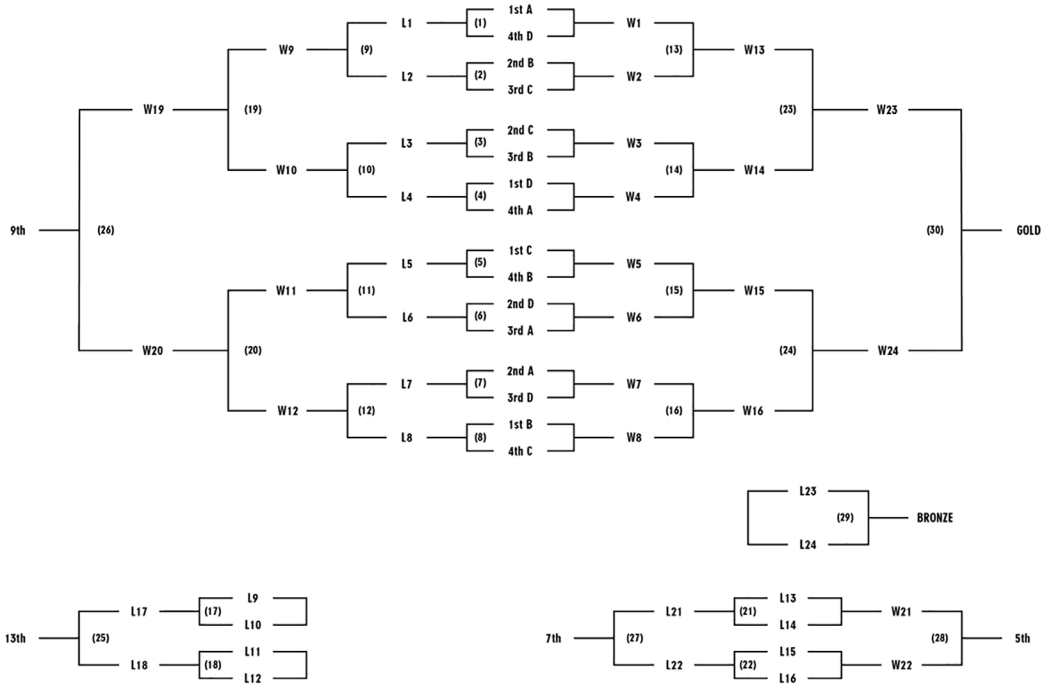 1st A
L1 (1) W1
4th D
W9 (9) (13) W13
2nd B
L2 (2) W2
3rd C
W19 (19) (23) W23
2nd C
L3 (3) W3
3rd B
W10 (10) (14) W14
1st D
L4 (4) W4
4th A
9th (26) (30) GOLD
1st C
L5 (5) W5
4th B
W11 (11) (15) W15
2nd D
L6 (6) W6
3rd A
W20 (20) (24) W24
2nd A
L7 (7) W7
3rd D
W12 (12) (16) W16
1st B
L8 (8) W8
4th C
L23
(29) BRONZE
L24
L9 L13
L17 (17) L21 (21) W21
L10 L14
13th (25) 7th (27) (28) 5th
L11 L15
L18 (18) L22 (22) W22
L12 L16